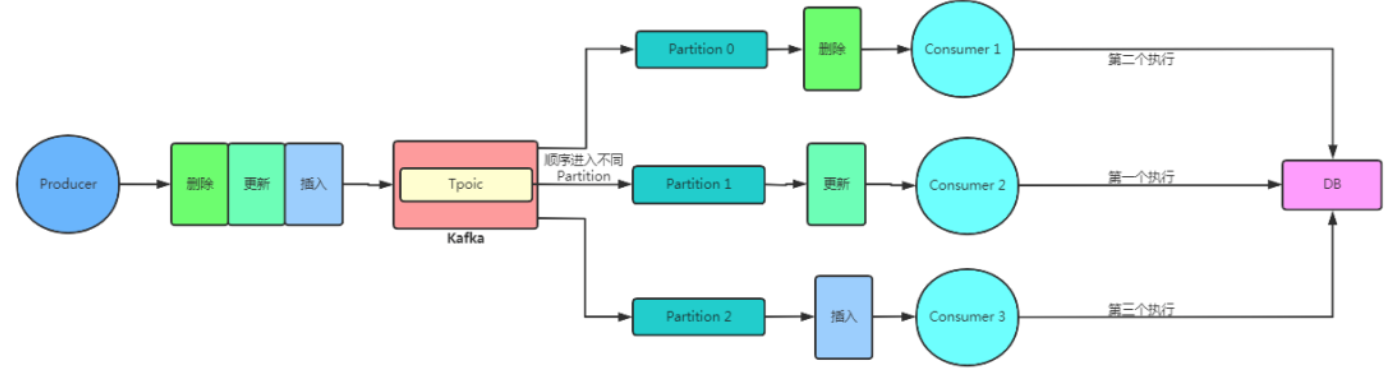 Producer
删除
更新
插入
Tpoic
Kafka
顺序进入不同
Partition
Partition 0
删除
Consumer 1
第二个执行
Partition 1
更新
Consumer 2
第一个执行
DB
Partition 2
插入
Consumer 3
第三个执行